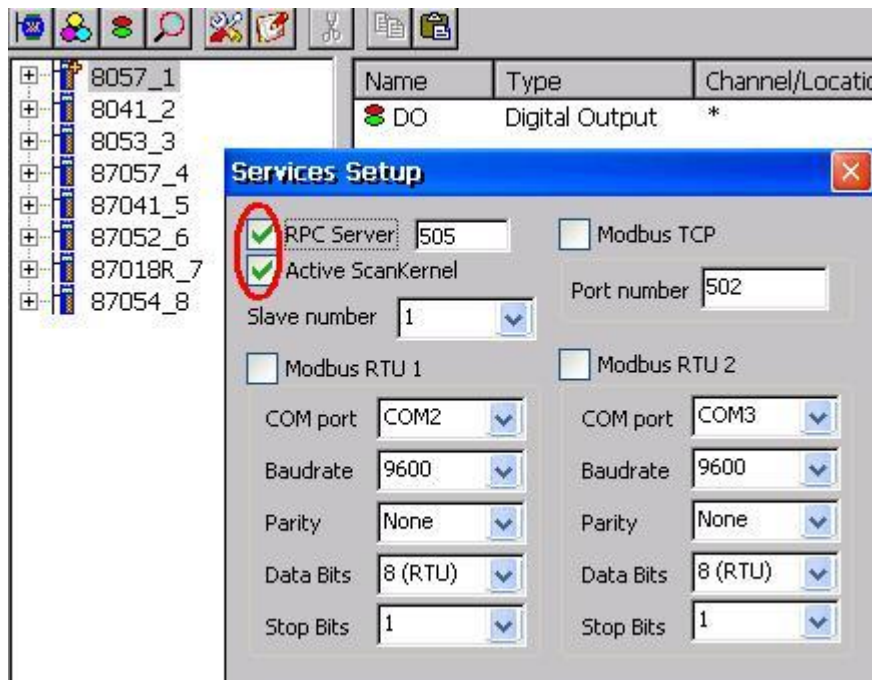 8057_1
8041_2
8053_3
87057_4
87041_5
87052_6
87018R_7
87054_8
Name Type Channel/Locatio
DO Digital Output *
Services Setup
RPC Server 505
Active ScanKernel
Slave number 1
Modbus TCP
Port number 502
Modbus RTU 1
COM port COM2
Baudrate 9600
Parity None
Data Bits 8 (RTU)
Stop Bits 1
Modbus RTU 2
COM port COM3
Baudrate 9600
Parity None
Data Bits 8 (RTU)
Stop Bits 1